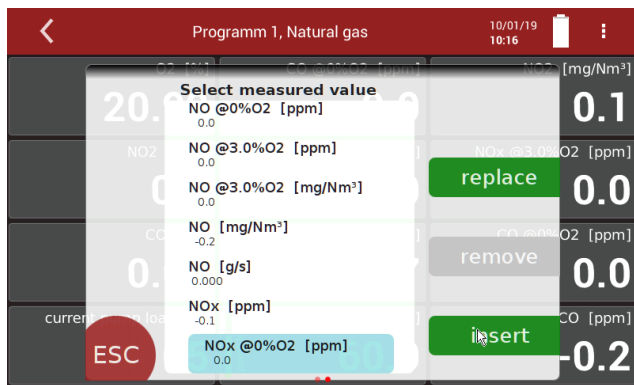 Programm 1, Natural gas
10/01/19
10:16
O2 [%]
CO @0%O2 [ppm]
NO2 [mg/Nm³]
20.
0.1
Select measured value
NO @0%O2 [ppm]
0.0
NO @3.0%O2 [ppm]
0.0
NO @3.0%O2 [mg/Nm³]
0.0
NO [mg/Nm³]
-0.2
NO [g/s]
0.000
NOx [ppm]
-0.1
NOx @0%O2 [ppm]
0.0
NO2
NOx @3.0%O2 [ppm]
replace
0.0
CO
CO @0%O2 [ppm]
remove
0.
0.0
current
CO [ppm]
insert
-0.2
ESC